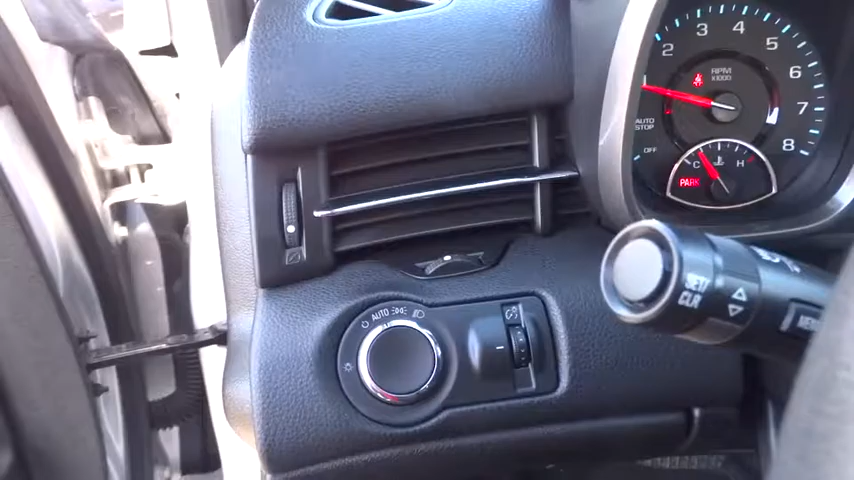 2 3 4 5 6 7 8
RPM
x1000
AUTO
STOP
OFF
C H
PARK
AUTO
SET/
CLR